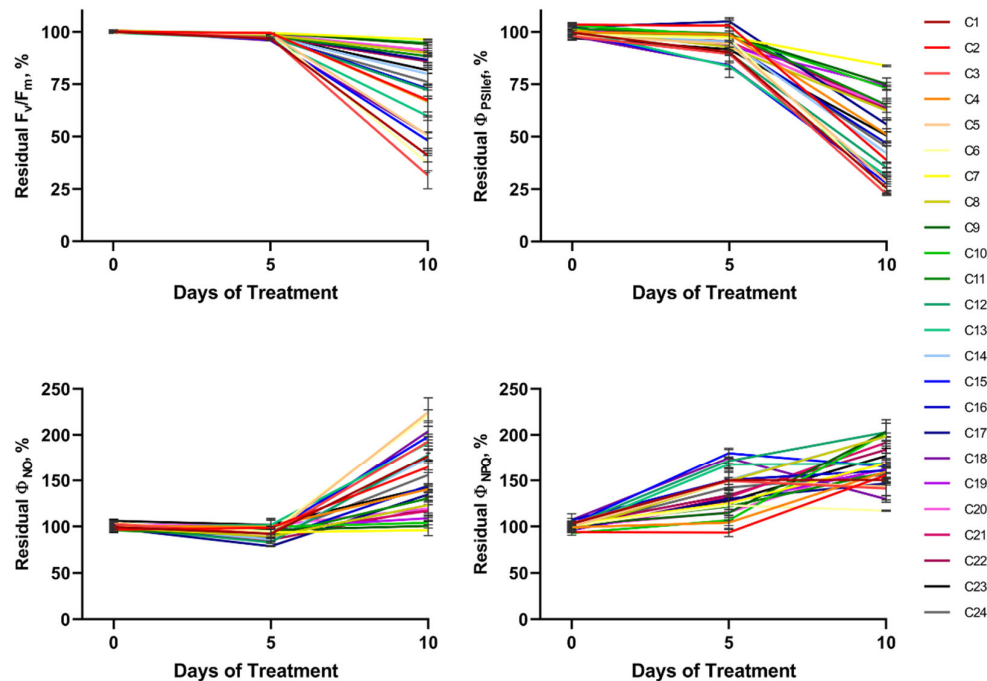 100
75
50
25
0
Residual Fv/Fm, %
0 5 10
Days of Treatment
100
75
50
25
0
Residual ΦPSIIef, %
0 5 10
Days of Treatment
250
200
150
100
50
0
Residual ΦNO, %
0 5 10
Days of Treatment
250
200
150
100
50
0
Residual ΦNPQ, %
0 5 10
Days of Treatment
C1
C2
C3
C4
C5
C6
C7
C8
C9
C10
C11
C12
C13
C14
C15
C16
C17
C18
C19
C20
C21
C22
C23
C24